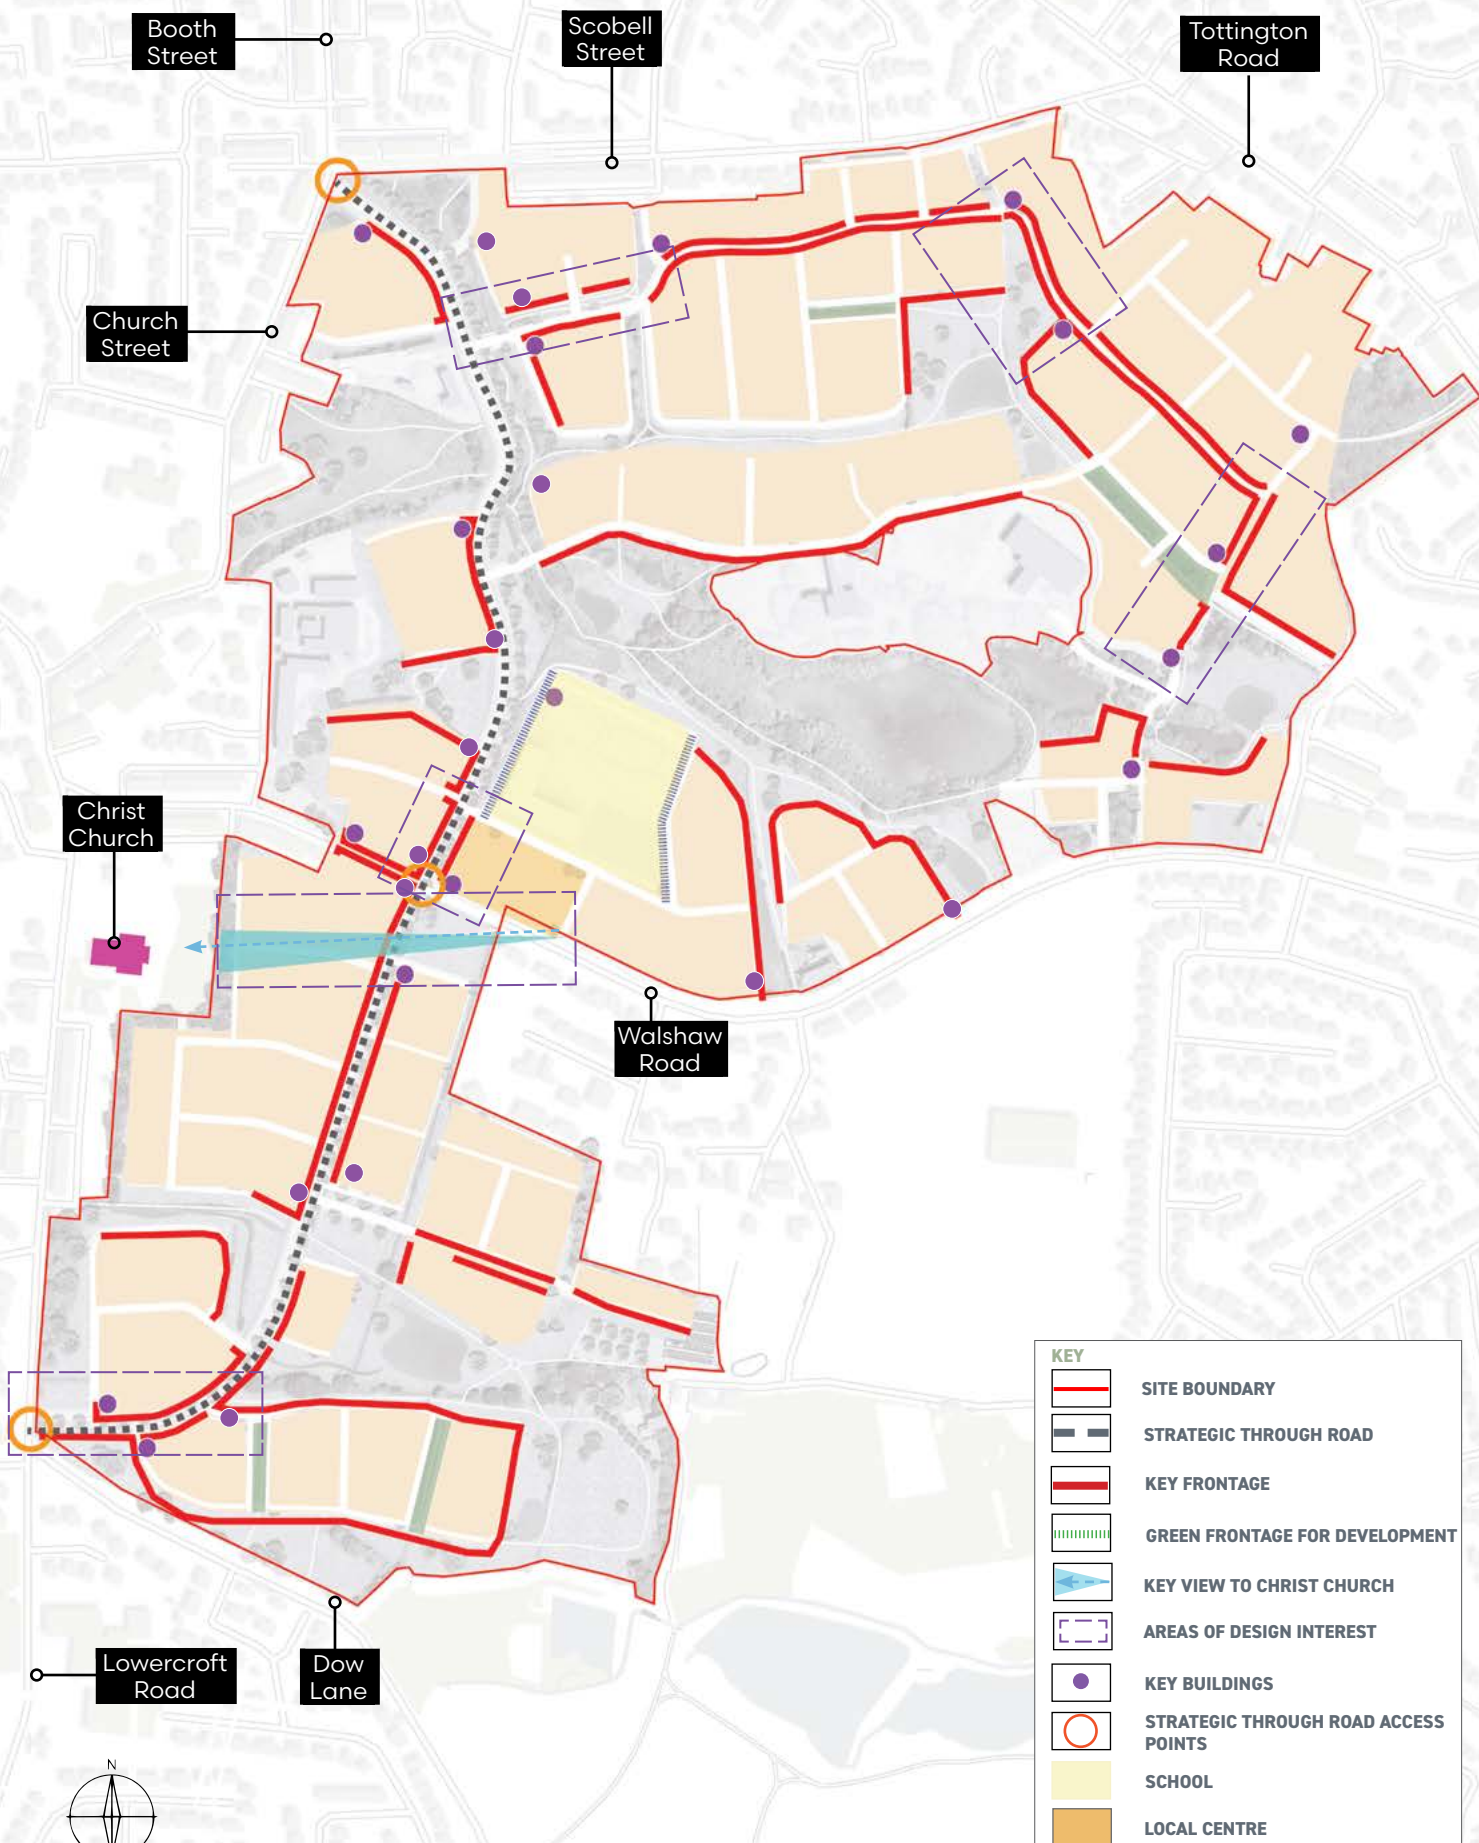 Booth
Street
Scobell
Street
Tottington
Road
Church
Street
Christ
Church
Walshaw
Road
Lowercroft
Road
Dow
Lane
N
KEY
SITE BOUNDARY
STRATEGIC THROUGH ROAD
KEY FRONTAGE
GREEN FRONTAGE FOR DEVELOPMENT
KEY VIEW TO CHRIST CHURCH
AREAS OF DESIGN INTEREST
KEY BUILDINGS
STRATEGIC THROUGH ROAD ACCESS
POINTS
SCHOOL
LOCAL CENTRE